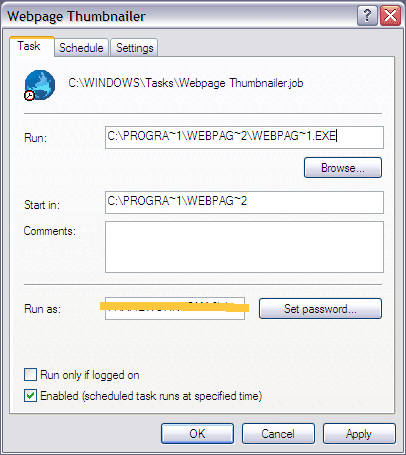 Webpage Thumbnailer
Task Schedule Settings
C:\WINDOWS\Tasks\Webpage Thumbnailer.job
Run: C:\PROGRA~1\WEBPAG~2\WEBPAG~1.EXE
Browse...
Start in: C:\PROGRA~1\WEBPAG~2
Comments:
Run as: Set password...
Run only if logged on
Enabled (scheduled task runs at specified time)
OK Cancel Apply